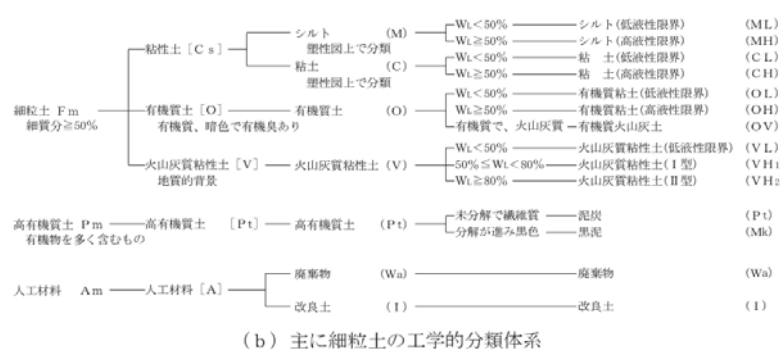 シルト (M) WL<50% シルト(低液性限界) (ML)
塑性図上で分類 WL≧50% シルト(高液性限界) (MH)
粘性土[Cs]
粘土 (C) WL<50% 粘 土(低液性限界) (CL)
塑性図上で分類 WL≧50% 粘 土(高液性限界) (CH)
細粒土 Fm 有機質土[O] 有機質土 (O) WL<50% 有機質粘土(低液性限界) (OL)
細質分≧50% 有機質、暗色で有機臭あり WL≧50% 有機質粘土(高液性限界) (OH)
有機質で、火山灰質 有機質火山灰土 (OV)
WL<50% 火山灰質粘性土(低液性限界) (VL)
火山灰質粘性土[V] 火山灰質粘性土(V) 50%≦WL<80% 火山灰質粘性土(Ⅰ型) (VH1)
地質的背景 WL≧80% 火山灰質粘性土(Ⅱ型) (VH2)
未分解で繊維質 泥炭 (Pt)
高有機質土 Pm 高有機質土 [Pt] 高有機質土 (Pt)
有機物を多く含むもの 分解が進み黒色 黒泥 (Mk)
廃棄物 (Wa) 廃棄物 (Wa)
人工材料 Am 人工材料[A]
改良土 (I) (I)
(b) 主に細粒土の工学的分類体系